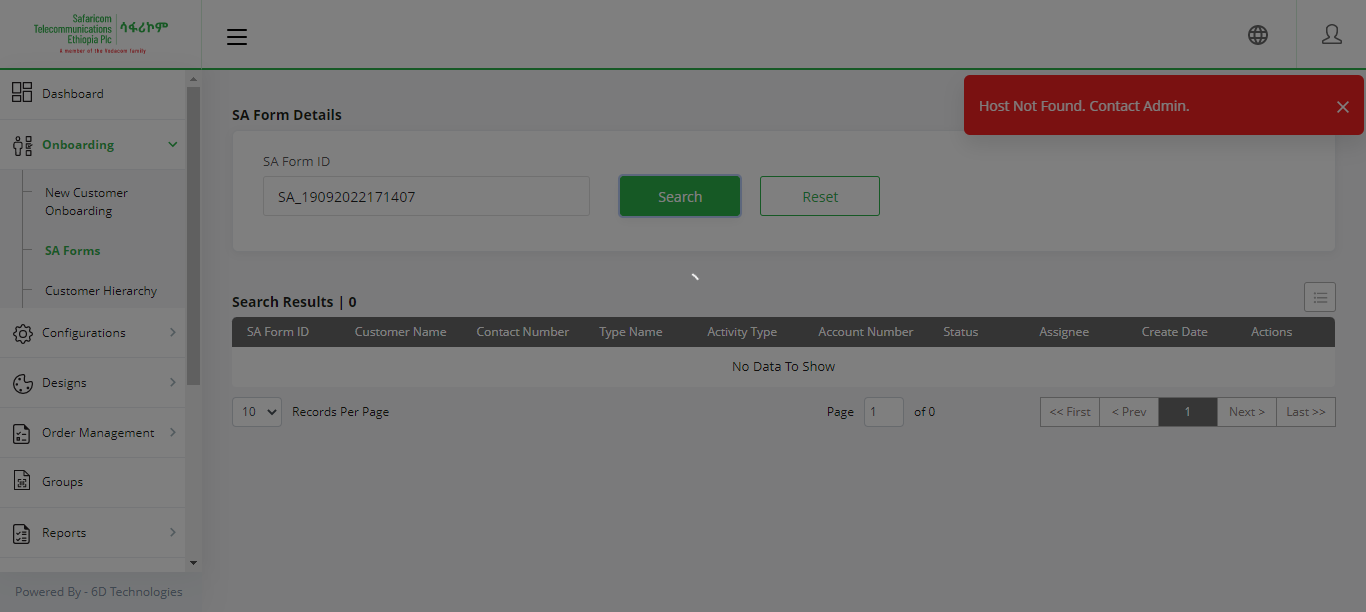 Safaricom
Telecommunications
Ethiopia Plc
ሳፋሪኮም
A member of the Vodacom family
Host Not Found. Contact Admin.
Dashboard
Onboarding
New Customer
Onboarding
SA Forms
Customer Hierarchy
Configurations
Designs
Order Management
Groups
Reports
Powered By - 6D Technologies
SA Form Details
SA Form ID
SA_19092022171407
Search
Reset
Search Results | 0
SA Form ID Customer Name Contact Number Type Name Activity Type Account Number Status Assignee Create Date Actions
No Data To Show
10 Records Per Page Page 1 of 0 << First < Prev 1 Next > Last >>